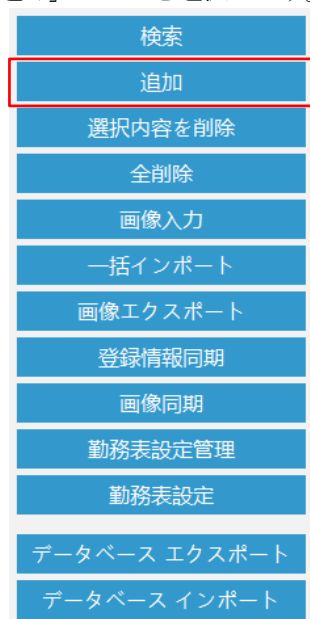 検索
追加
選択内容を削除
全削除
画像入力
一括インポート
画像エクスポート
登録情報同期
画像同期
勤務表設定管理
勤務表設定
データベース エクスポート
データベース インポート